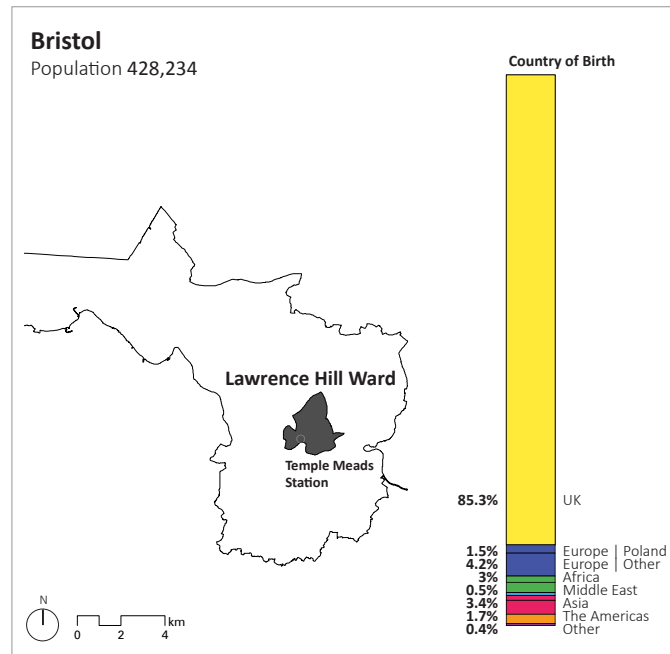 Bristol
Population 428,234
Country of Birth
Lawrence Hill Ward
Temple Meads
Station
85.3% UK
1.5% Europe | Poland
4.2% Europe | Other
3% Africa
0.5% Middle East
3.4% Asia
1.7% The Americas
0.4% Other
N
km
0 2 4